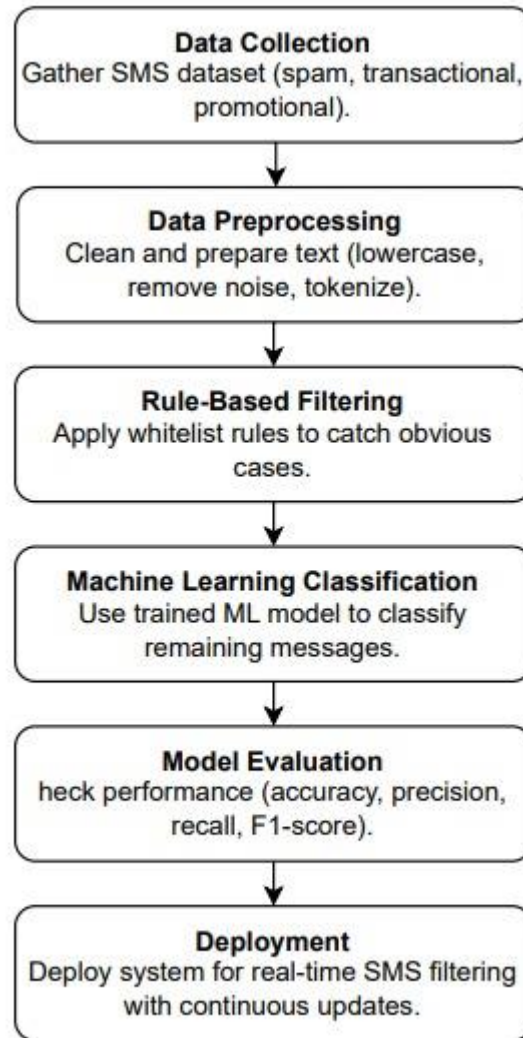 Data Collection
Gather SMS dataset (spam, transactional,
promotional).
Data Preprocessing
Clean and prepare text (lowercase,
remove noise, tokenize).
Rule-Based Filtering
Apply whitelist rules to catch obvious
cases.
Machine Learning Classification
Use trained ML model to classify
remaining messages.
Model Evaluation
heck performance (accuracy, precision,
recall, F1-score).
Deployment
Deploy system for real-time SMS filtering
with continuous updates.